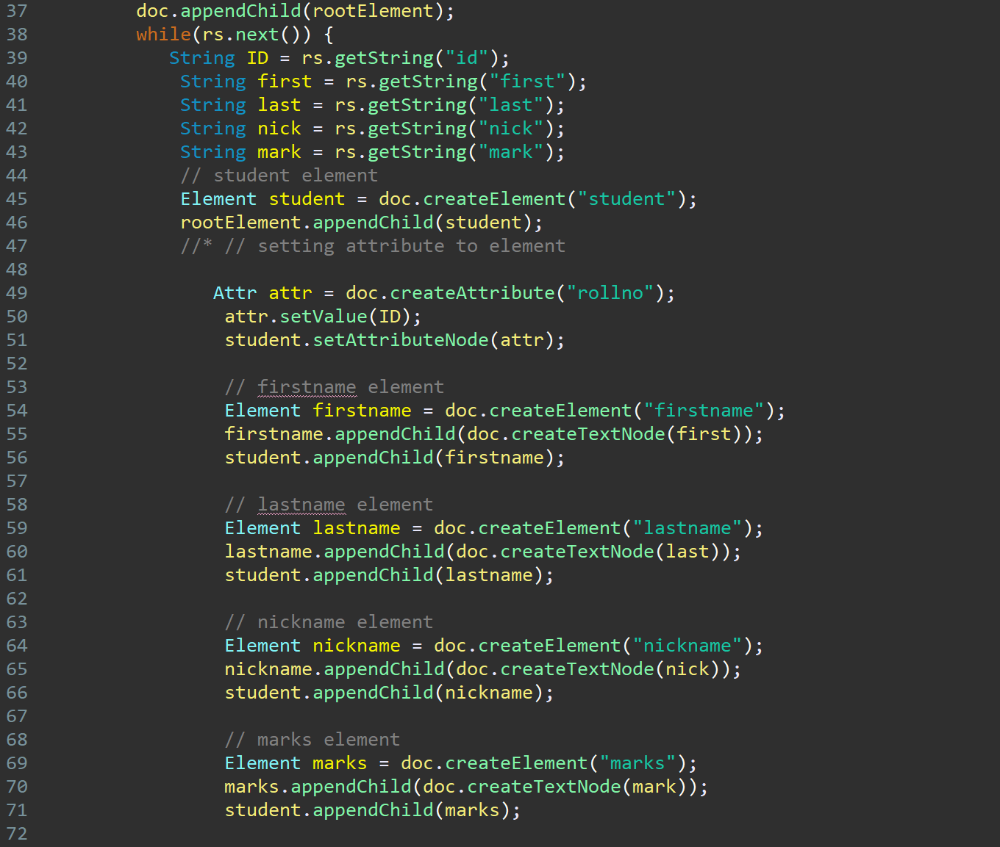 37 doc.appendChild(rootElement);
38 while(rs.next()) {
39 String ID = rs.getString("id");
40 String first = rs.getString("first");
41 String last = rs.getString("last");
42 String nick = rs.getString("nick");
43 String mark = rs.getString("mark");
44 // student element
45 Element student = doc.createElement("student");
46 rootElement.appendChild(student);
47 //* // setting attribute to element
48
49 Attr attr = doc.createAttribute("rollno");
50 attr.setValue(ID);
51 student.setAttributeNode(attr);
52
53 // firstname element
54 Element firstname = doc.createElement("firstname");
55 firstname.appendChild(doc.createTextNode(first));
56 student.appendChild(firstname);
57
58 // lastname element
59 Element lastname = doc.createElement("lastname");
60 lastname.appendChild(doc.createTextNode(last));
61 student.appendChild(lastname);
62
63 // nickname element
64 Element nickname = doc.createElement("nickname");
65 nickname.appendChild(doc.createTextNode(nick));
66 student.appendChild(nickname);
67
68 // marks element
69 Element marks = doc.createElement("marks");
70 marks.appendChild(doc.createTextNode(mark));
71 student.appendChild(marks);
72